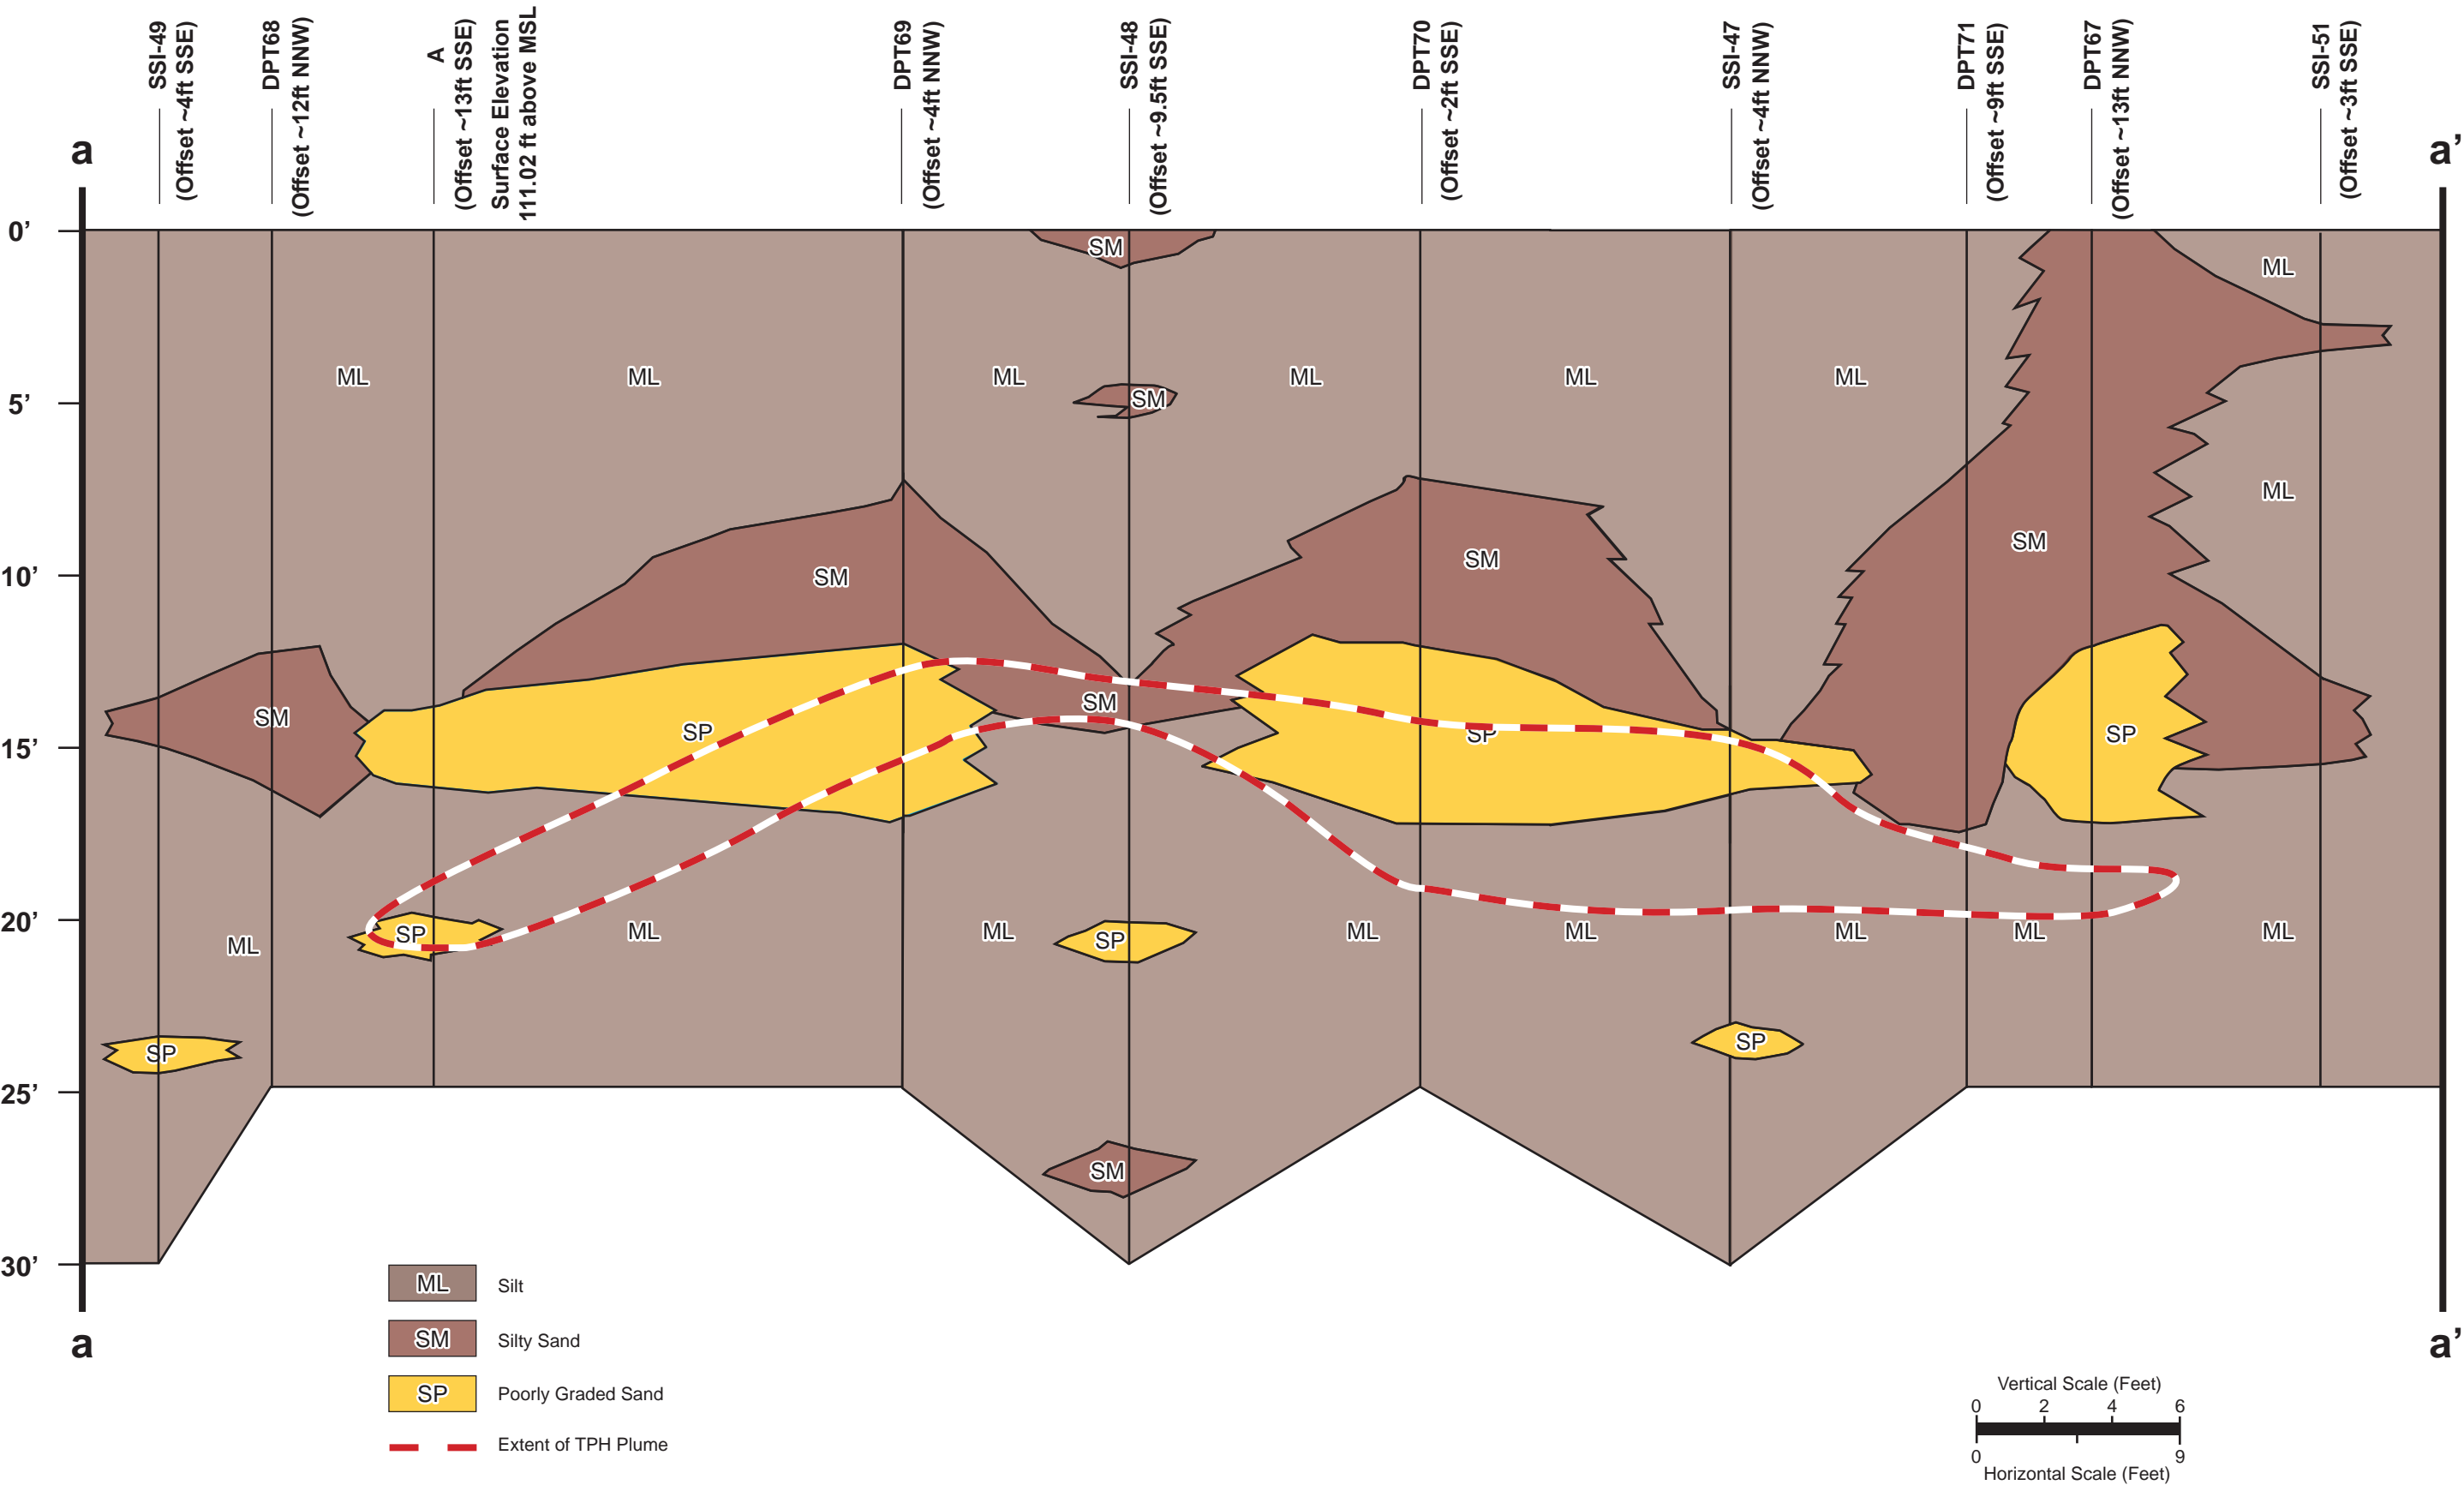 SSI-49
(Offset ~4ft SSE)
DPT68
(Offset ~12ft NNW)
A
(Offset ~13ft SSE)
Surface Elevation
111.02 ft above MSL
DPT69
(Offset ~4ft NNW)
SSI-48
(Offset ~9.5ft SSE)
DPT70
(Offset ~2ft SSE)
SSI-47
(Offset ~4ft NNW)
DPT71
(Offset ~9ft SSE)
DPT67
(Offset ~13ft NNW)
SSI-51
(Offset ~3ft SSE)
a a’
0’
SM
ML
ML ML ML ML ML ML
5’
SM
ML
SM
SM
10’
SM
SM
SM
SP
SP
SP
15’
20’
SP
ML
ML
ML
SP
ML
ML
ML
ML
ML
SP
SP
25’
SM
30’
a a’
ML Silt
SM Silty Sand
SP Poorly Graded Sand
Extent of TPH Plume
Vertical Scale (Feet)
0 2 4 6
0 9
Horizontal Scale (Feet)